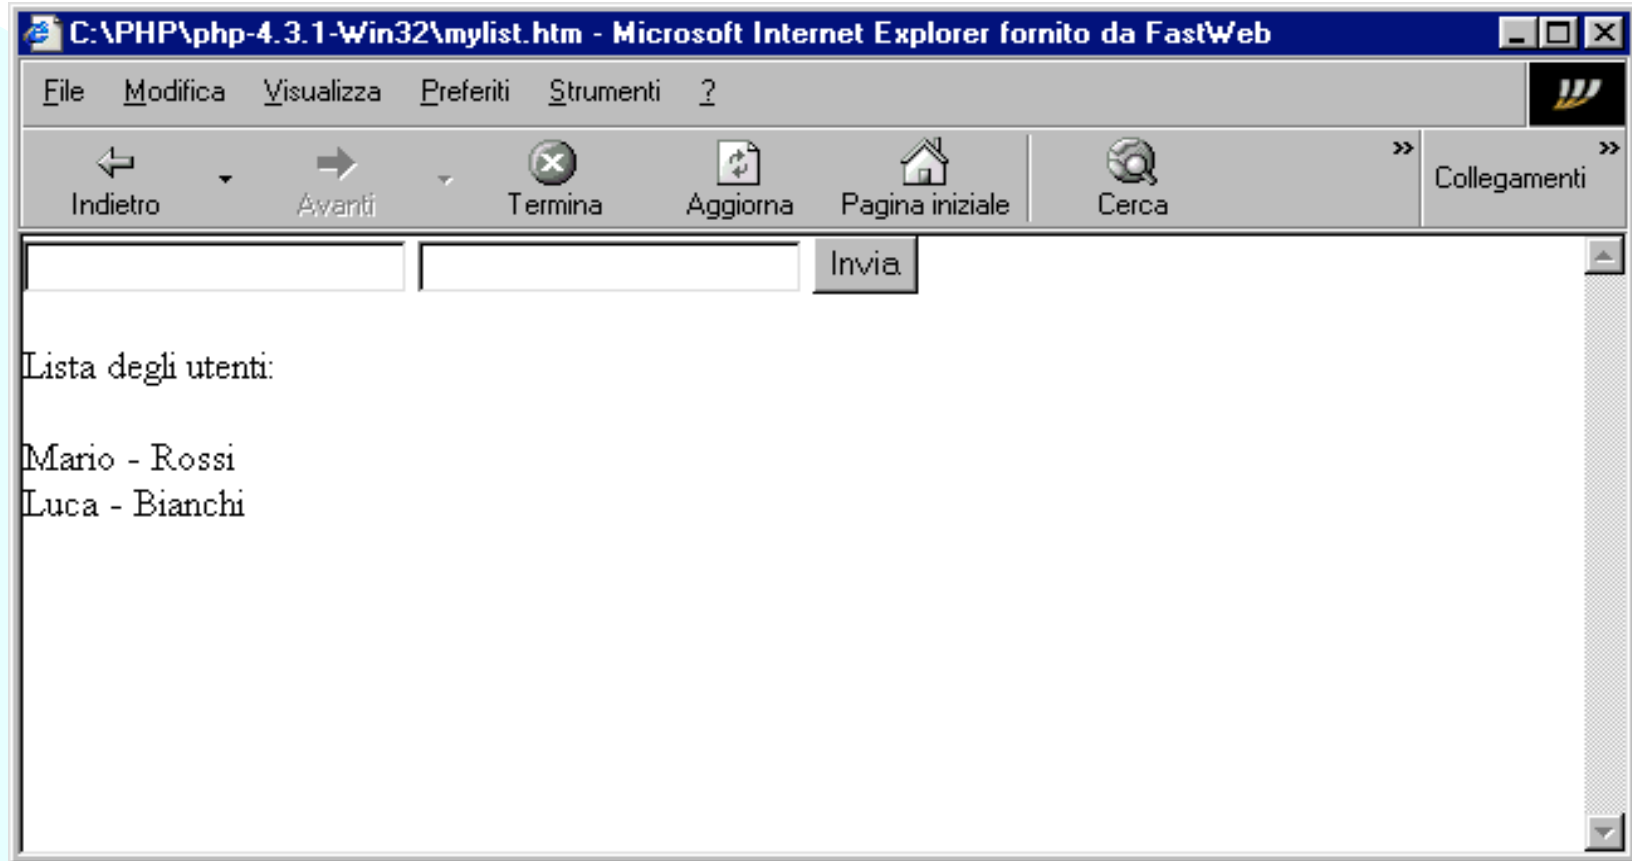 C:\PHP\php-4.3.1-Win32\mylist.htm - Microsoft Internet Explorer fornito da FastWeb
File Modifica Visualizza Preferiti Strumenti ?
Indietro Avanti Termina Aggiorna Pagina iniziale Cerca » Collegamenti »
Invia
Lista degli utenti:
Mario - Rossi
Luca - Bianchi